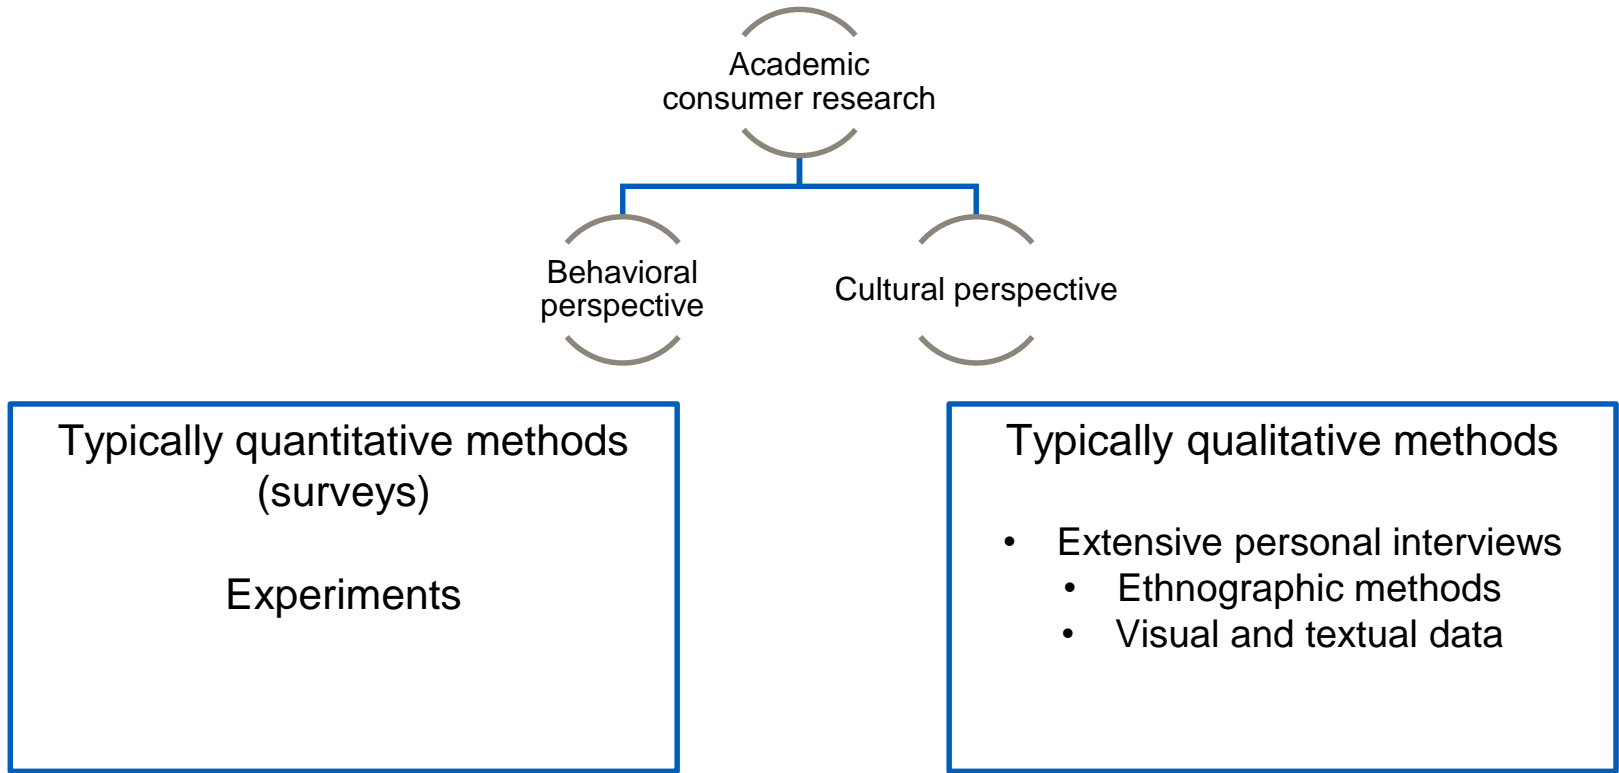 Academic
consumer research
Behavioral
perspective
Cultural perspective
Typically quantitative methods
(surveys)
Experiments
Typically qualitative methods
• Extensive personal interviews
• Ethnographic methods
• Visual and textual data